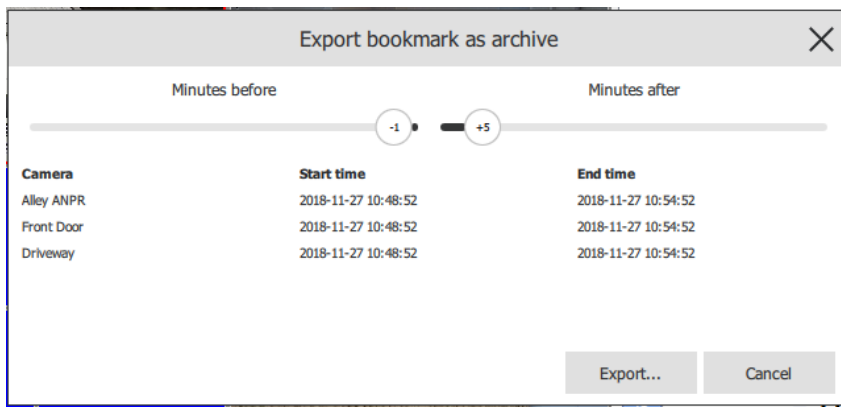 Export bookmark as archive
Minutes before Minutes after
-1 +5
Camera Start time End time
Alley ANPR 2018-11-27 10:48:52 2018-11-27 10:54:52
Front Door 2018-11-27 10:48:52 2018-11-27 10:54:52
Driveway 2018-11-27 10:48:52 2018-11-27 10:54:52
Export... Cancel